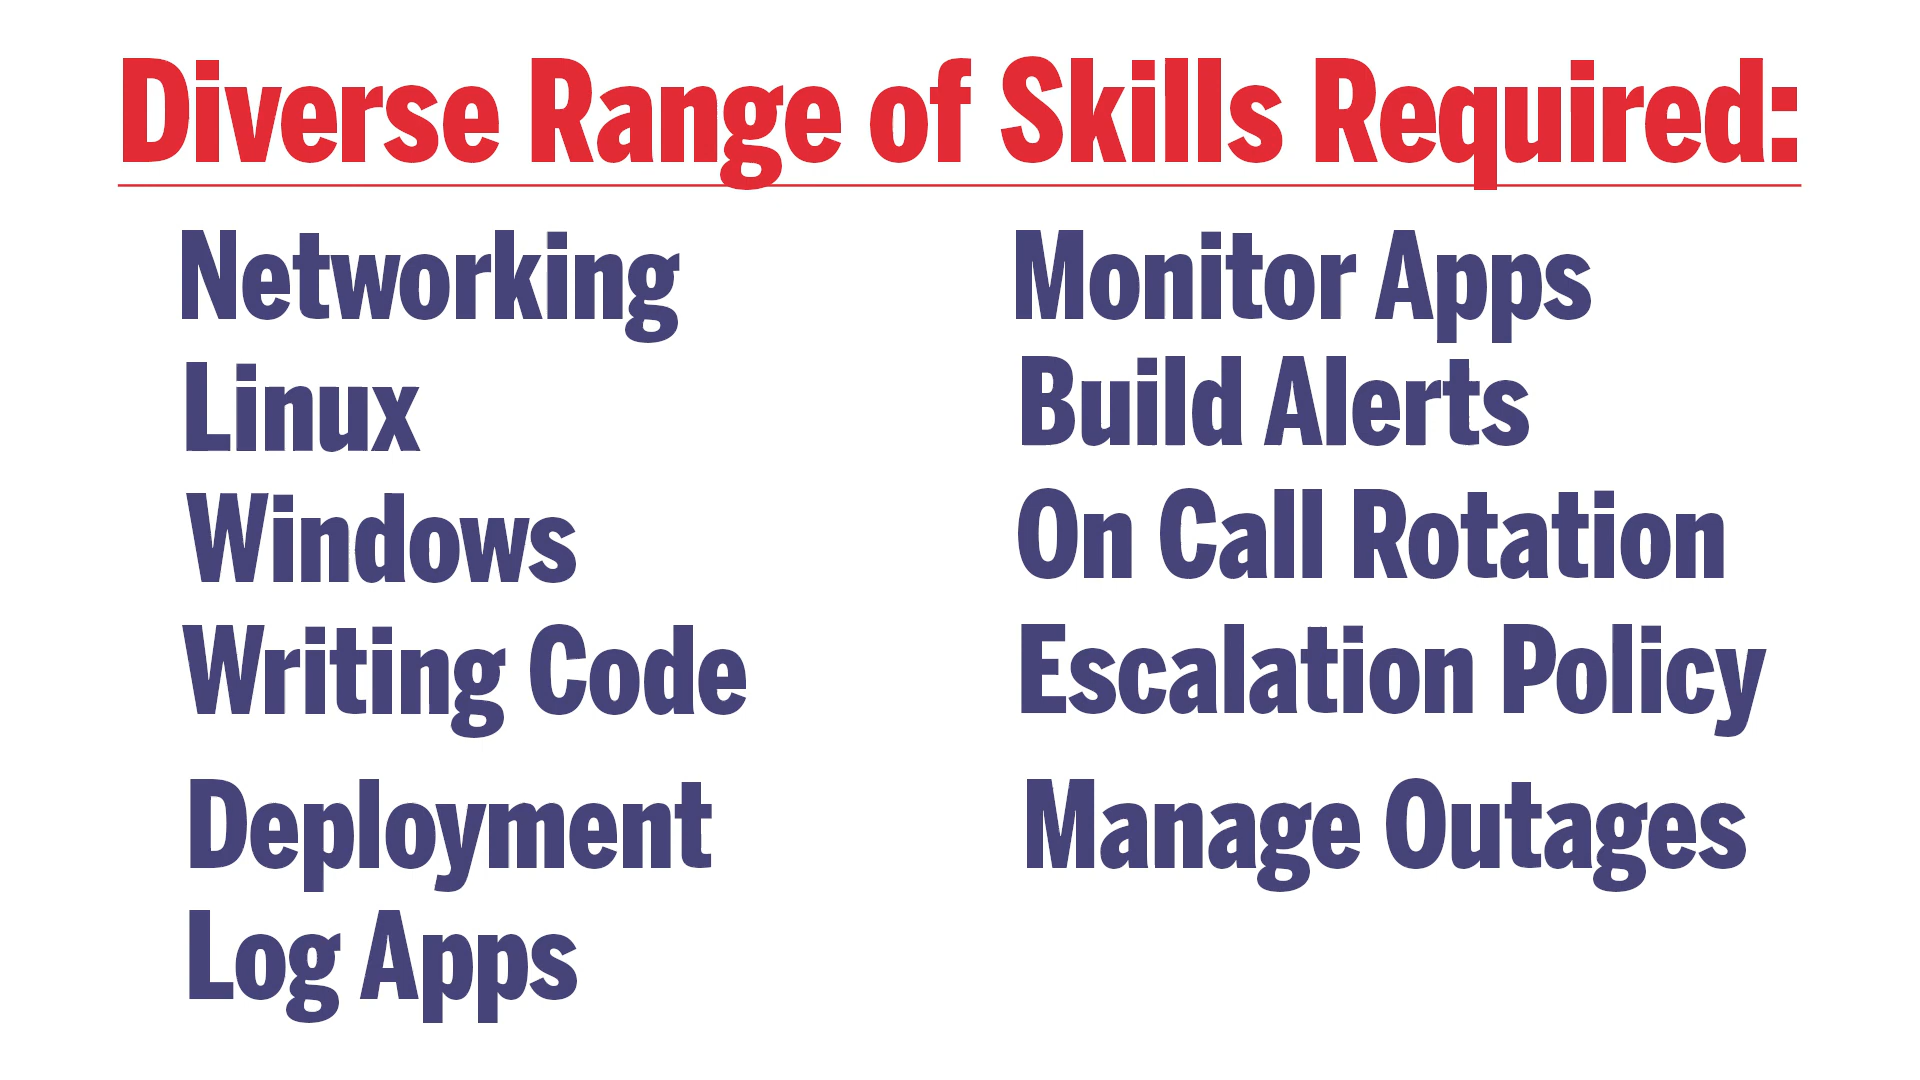 Diverse Range of Skills Required:
Networking
Linux
Windows
Writing Code
Deployment
Log Apps
Monitor Apps
Build Alerts
On Call Rotation
Escalation Policy
Manage Outages